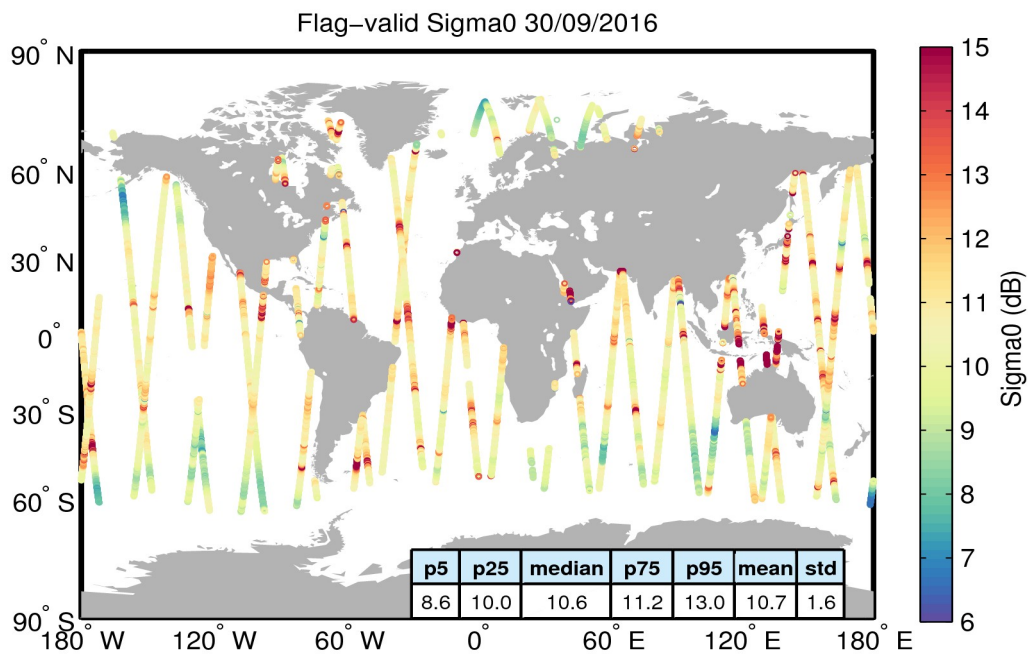 Flag−valid Sigma0 30/09/2016
90° N
60° N
30° N
0°
30° S
60° S
90° S
180° W
120° W
60° W
0°
60° E
120° E
180° E
p5 p25 median p75 p95 mean std
8.6 10.0 10.6 11.2 13.0 10.7 1.6
15
14
13
12
11
10
9
8
7
6
Sigma0 (dB)